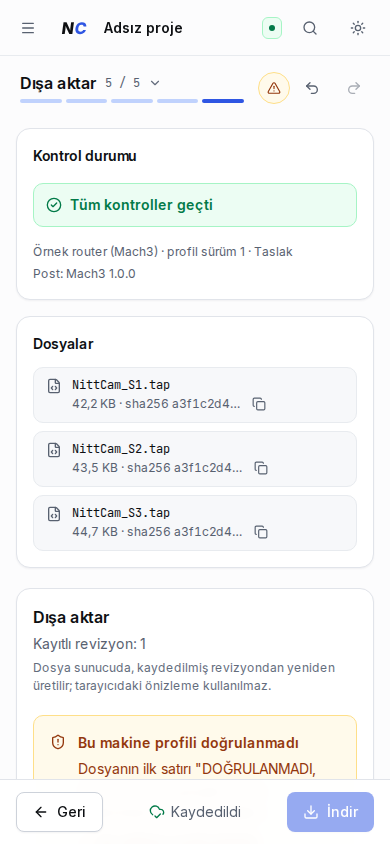 NC Adsız proje
Dışa aktar 5 / 5
Kontrol durumu
Tüm kontroller geçti
Örnek router (Mach3) · profil sürüm 1 · Taslak
Post: Mach3 1.0.0
Dosyalar
NittCam_S1.tap
42,2 KB · sha256 a3f1c2d4…
NittCam_S2.tap
43,5 KB · sha256 a3f1c2d4…
NittCam_S3.tap
44,7 KB · sha256 a3f1c2d4…
Dışa aktar
Kayıtlı revizyon: 1
Dosya sunucuda, kaydedilmiş revizyondan yeniden
üretilir; tarayıcıdaki önizleme kullanılmaz.
Bu makine profili doğrulanmadı
Dosyanın ilk satırı "DOĞRULANMADI,
Geri Kaydedildi İndir